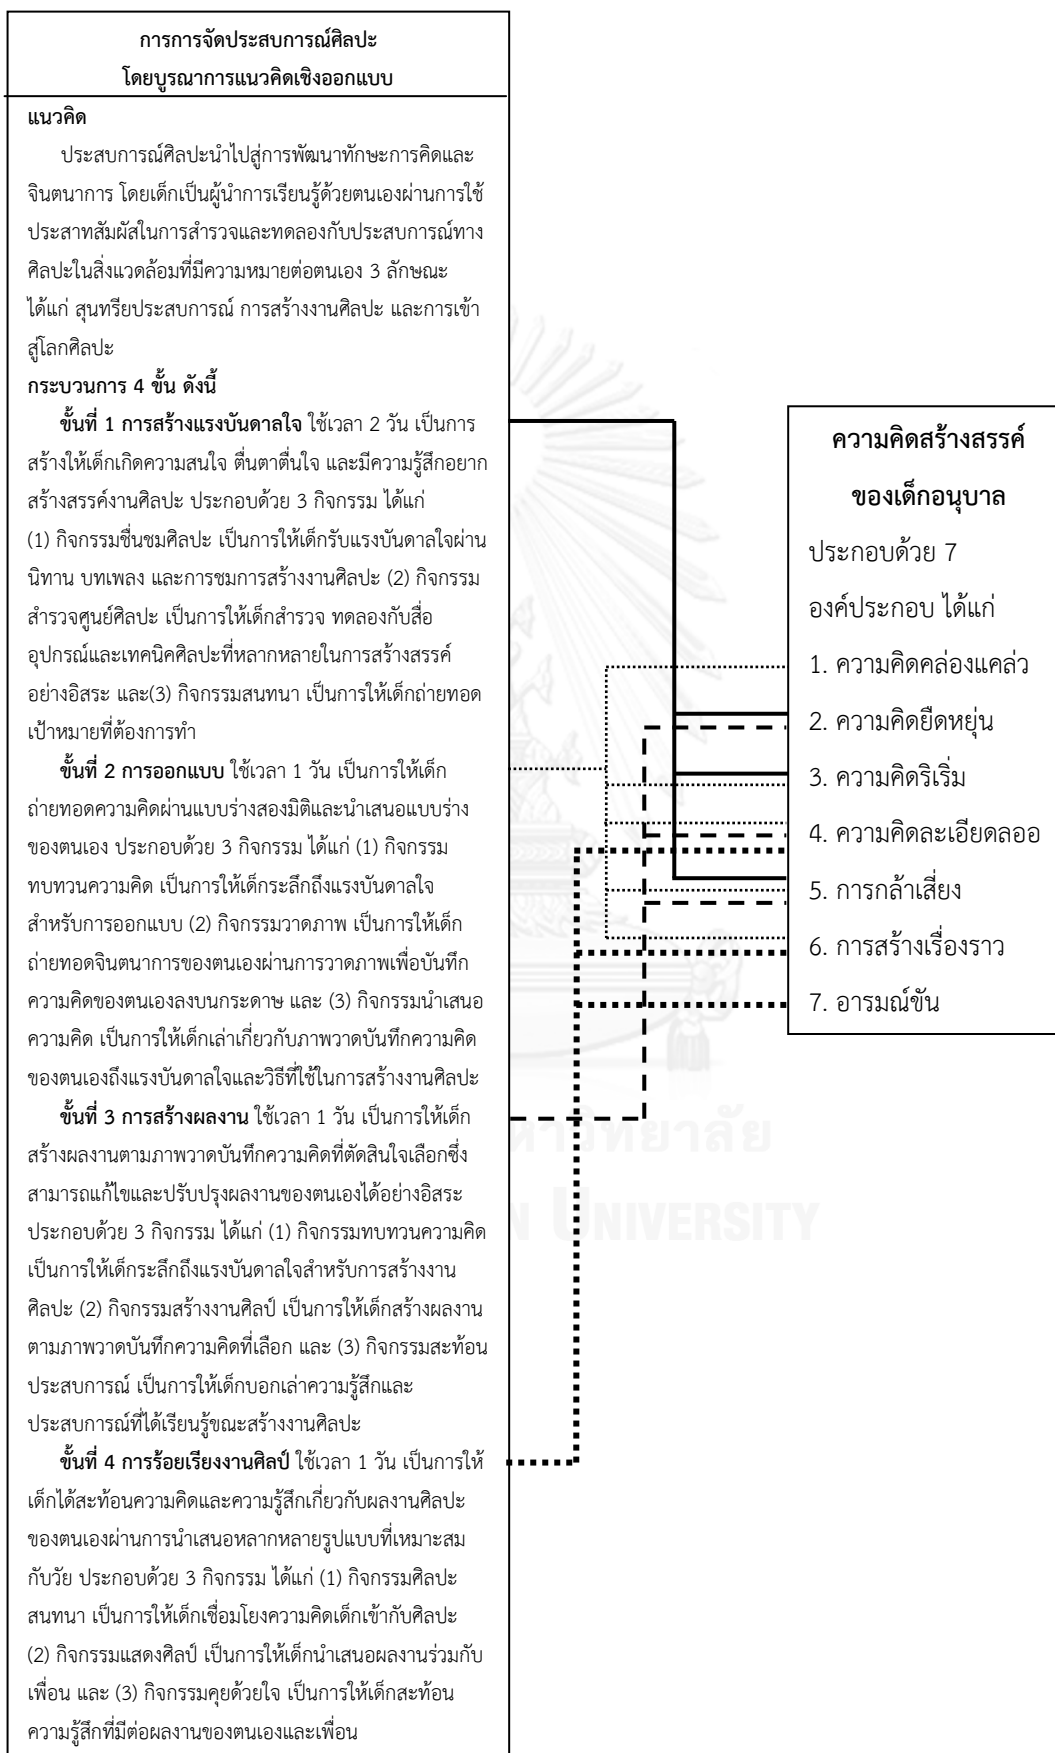 การการจัดประสบการณ์ศิลปะ
โดยบูรณาการแนวคิดเชิงออกแบบ
แนวคิด
ประสบการณ์ศิลปะนำไปสู่การพัฒนาทักษะการคิดและ
จินตนาการ โดยเด็กเป็นผู้นำการเรียนรู้ด้วยตนเองผ่านการใช้
ประสาทสัมผัสในการสำรวจและทดลองกับประสบการณ์ทาง
ศิลปะในสิ่งแวดล้อมที่มีความหมายต่อตนเอง 3 ลักษณะ
ได้แก่ สุนทรียประสบการณ์ การสร้างงานศิลปะ และการเข้า
สู่โลกศิลปะ
กระบวนการ 4 ขั้น ดังนี้
ขั้นที่ 1 การสร้างแรงบันดาลใจ ใช้เวลา 2 วัน เป็นการ
สร้างให้เด็กเกิดความสนใจ ตื่นตาตื่นใจ และมีความรู้สึกอยาก
สร้างสรรค์งานศิลปะ ประกอบด้วย 3 กิจกรรม ได้แก่
(1) กิจกรรมชื่นชมศิลปะ เป็นการให้เด็กรับแรงบันดาลใจผ่าน
นิทาน บทเพลง และการชมการสร้างงานศิลปะ (2) กิจกรรม
สำรวจศูนย์ศิลปะ เป็นการให้เด็กสำรวจ ทดลองกับสื่อ
อุปกรณ์และเทคนิคศิลปะที่หลากหลายในการสร้างสรรค์
อย่างอิสระ และ(3) กิจกรรมสนทนา เป็นการให้เด็กถ่ายทอด
เป้าหมายที่ต้องการทำ
ขั้นที่ 2 การออกแบบ ใช้เวลา 1 วัน เป็นการให้เด็ก
ถ่ายทอดความคิดผ่านแบบร่างสองมิติและนำเสนอแบบร่าง
ของตนเอง ประกอบด้วย 3 กิจกรรม ได้แก่ (1) กิจกรรม
ทบทวนความคิด เป็นการให้เด็กระลึกถึงแรงบันดาลใจ
สำหรับการออกแบบ (2) กิจกรรมวาดภาพ เป็นการให้เด็ก
ถ่ายทอดจินตนาการของตนเองผ่านการวาดภาพเพื่อบันทึก
ความคิดของตนเองลงบนกระดาษ และ (3) กิจกรรมนำเสนอ
ความคิด เป็นการให้เด็กเล่าเกี่ยวกับภาพวาดบันทึกความคิด
ของตนเองถึงแรงบันดาลใจและวิธีที่ใช้ในการสร้างงานศิลปะ
ขั้นที่ 3 การสร้างผลงาน ใช้เวลา 1 วัน เป็นการให้เด็ก
สร้างผลงานตามภาพวาดบันทึกความคิดที่ตัดสินใจเลือกซึ่ง
สามารถแก้ไขและปรับปรุงผลงานของตนเองได้อย่างอิสระ
ประกอบด้วย 3 กิจกรรม ได้แก่ (1) กิจกรรมทบทวนความคิด
เป็นการให้เด็กระลึกถึงแรงบันดาลใจสำหรับการสร้างงาน
ศิลปะ (2) กิจกรรมสร้างงานศิลป์ เป็นการให้เด็กสร้างผลงาน
ตามภาพวาดบันทึกความคิดที่เลือก และ (3) กิจกรรมสะท้อน
ประสบการณ์ เป็นการให้เด็กบอกเล่าความรู้สึกและ
ประสบการณ์ที่ได้เรียนรู้ขณะสร้างงานศิลปะ
ขั้นที่ 4 การร้อยเรียงงานศิลป์ ใช้เวลา 1 วัน เป็นการให้
เด็กได้สะท้อนความคิดและความรู้สึกเกี่ยวกับผลงานศิลปะ
ของตนเองผ่านการนำเสนอหลากหลายรูปแบบที่เหมาะสม
กับวัย ประกอบด้วย 3 กิจกรรม ได้แก่ (1) กิจกรรมศิลปะ
สนทนา เป็นการให้เด็กเชื่อมโยงความคิดเด็กเข้ากับศิลปะ
(2) กิจกรรมแสดงศิลป์ เป็นการให้เด็กนำเสนอผลงานร่วมกับ
เพื่อน และ (3) กิจกรรมคุยด้วยใจ เป็นการให้เด็กสะท้อน
ความรู้สึกที่มีต่อผลงานของตนเองและเพื่อน
ความคิดสร้างสรรค์
ของเด็กอนุบาล
ประกอบด้วย 7
องค์ประกอบ ได้แก่
1. ความคิดคล่องแคล่ว
2. ความคิดยืดหยุ่น
3. ความคิดริเริ่ม
4. ความคิดละเอียดลออ
5. การกล้าเสี่ยง
6. การสร้างเรื่องราว
7. อารมณ์ขัน
หาวิทยาลัย
N UNIVERSITY